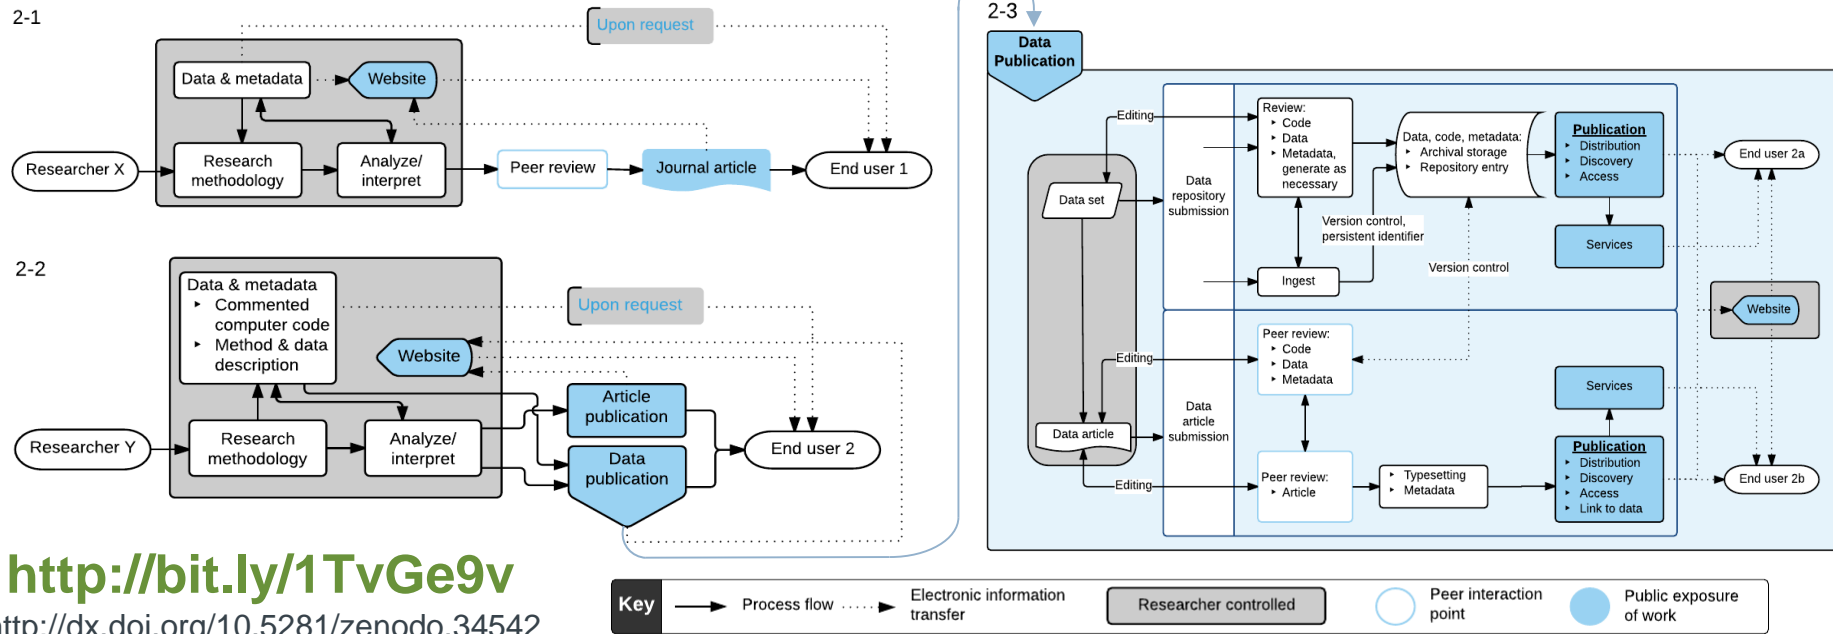 2-1
Upon request
Data & metadata
Website
Researcher X
Research
methodology
Analyze/
interpret
Peer review
Journal article
End user 1
2-2
Data & metadata
‣ Commented
computer code
‣ Method & data
description
Upon request
Website
Article
publication
Researcher Y
Research
methodology
Analyze/
interpret
Data
publication
End user 2
http://bit.ly/1TvGe9v
http://dx.doi.org/10.5281/zenodo.34542
2-3
Data
Publication
Editing
Data set
Data
repository
submission
Review:
‣ Code
‣ Data
‣ Metadata,
generate as
necessary
Data, code, metadata:
‣ Archival storage
‣ Repository entry
Publication
‣ Distribution
‣ Discovery
‣ Access
End user 2a
Version control,
persistent identifier
Services
Ingest
Version control
Website
Editing
Peer review:
‣ Code
‣ Data
‣ Metadata
Services
Data
article
submission
Data article
Editing
Peer review:
‣ Article
‣ Typesetting
‣ Metadata
Publication
‣ Distribution
‣ Discovery
‣ Access
‣ Link to data
End user 2b
Key
Process flow
Electronic information
transfer
Researcher controlled
Peer interaction
point
Public exposure
of work